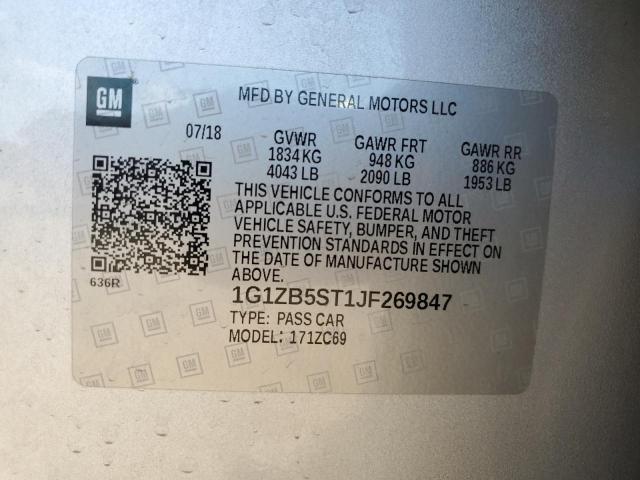 GM
MFD BY GENERAL MOTORS LLC
07/18
GVWR GAWR FRT GAWR RR
1834 KG 948 KG 886 KG
4043 LB 2090 LB 1953 LB
THIS VEHICLE CONFORMS TO ALL
APPLICABLE U.S. FEDERAL MOTOR
VEHICLE SAFETY, BUMPER, AND THEFT
PREVENTION STANDARDS IN EFFECT ON
THE DATE OF MANUFACTURE SHOWN
ABOVE.
636R
1G1ZB5ST1JF269847
TYPE: PASS CAR
MODEL: 171ZC69